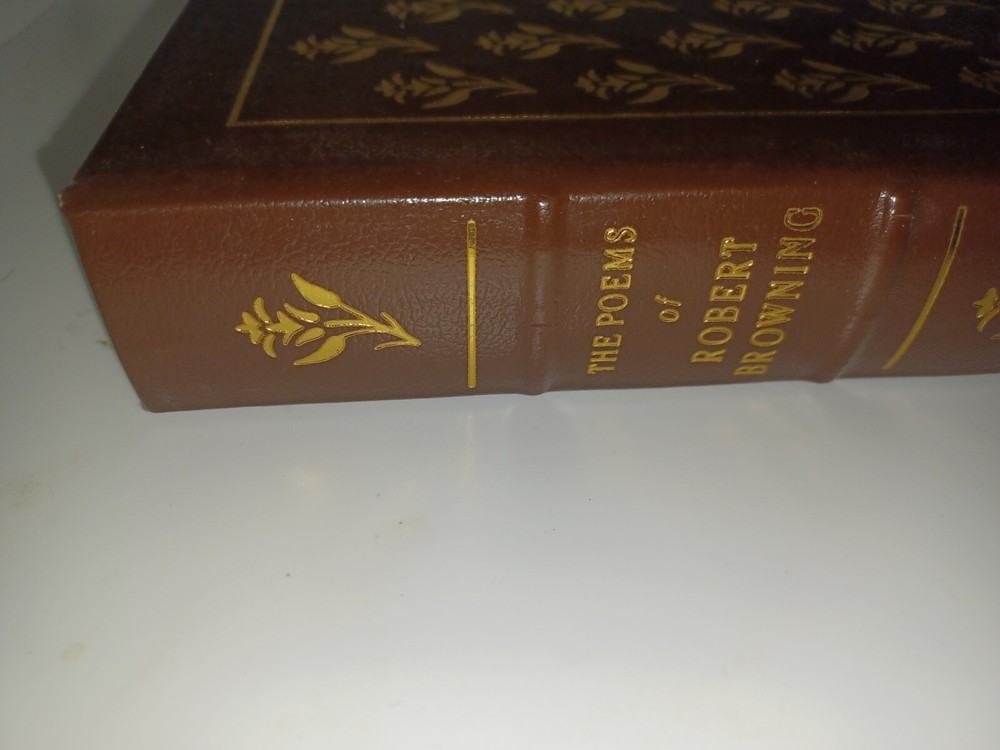 THE POEMS
of
ROBERT
BROWNING